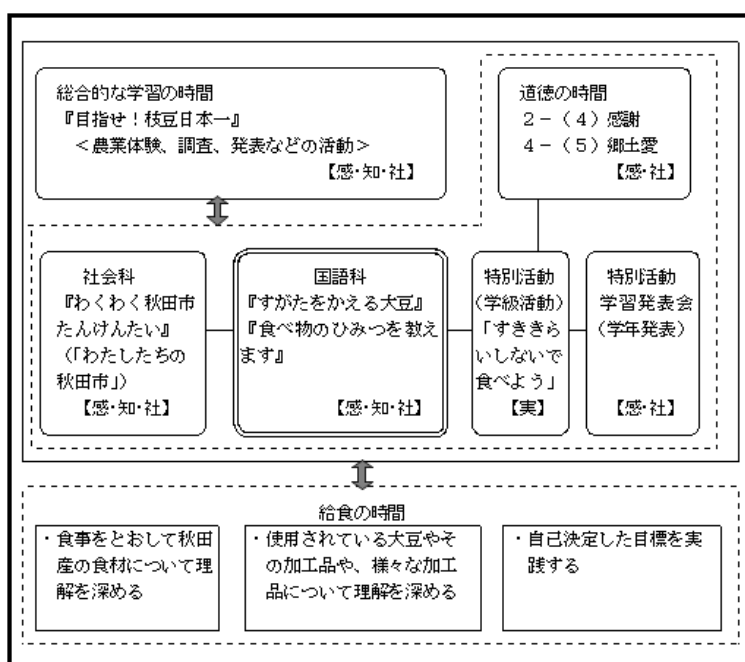 総合的な学習の時間
『目指せ！枝豆日本一』
＜農業体験、調査、発表などの活動＞
【感・知・社】
道徳の時間
２－（４）感謝
４－（５）郷土愛
【感・社】
社会科
『わくわく秋田市
たんけんたい』
（「わたしたちの
秋田市」）
【感・知・社】
国語科
『すがたをかえる大豆』
『食べ物のひみつを教え
ます』
【感・知・社】
特別活動
（学級活動）
「すききら
いしないで
食べよう」
【実】
特別活動
学習発表会
（学年発表）
【感・社】
給食の時間
・食事をとおして秋田
産の食材について理
解を深める
・使用されている大豆やそ
の加工品や、様々な加工
品について理解を深める
・自己決定した目標を実
践する